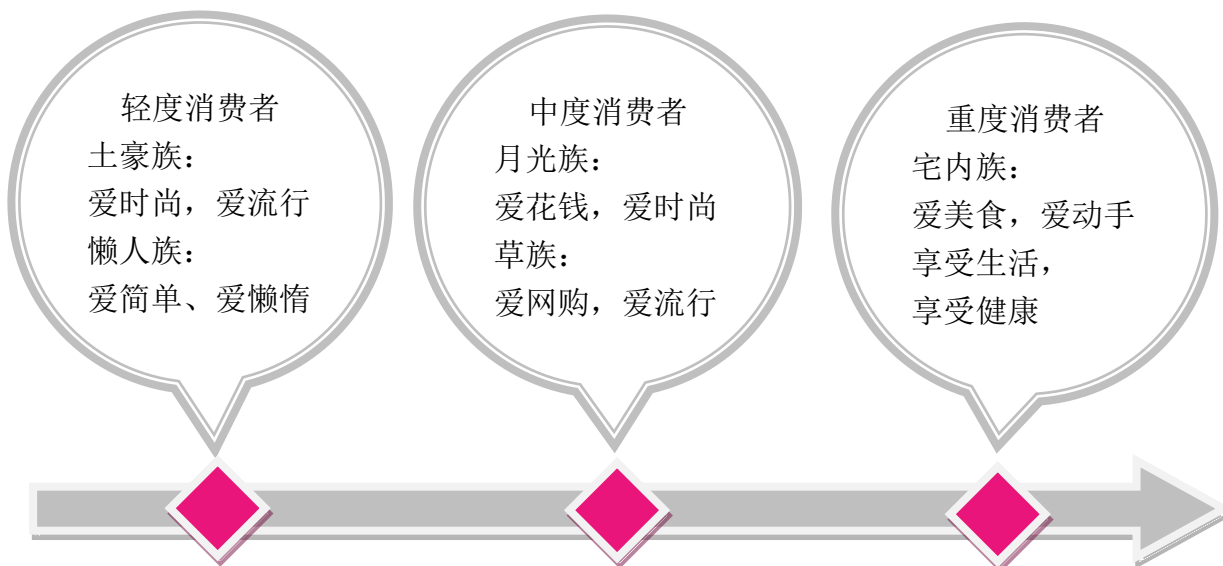 轻度消费者
土豪族：
爱时尚，爱流行
懒人族：
爱简单、爱懒惰
中度消费者
月光族：
爱花钱，爱时尚
草族：
爱网购，爱流行
重度消费者
宅内族：
爱美食，爱动手
享受生活，
享受健康